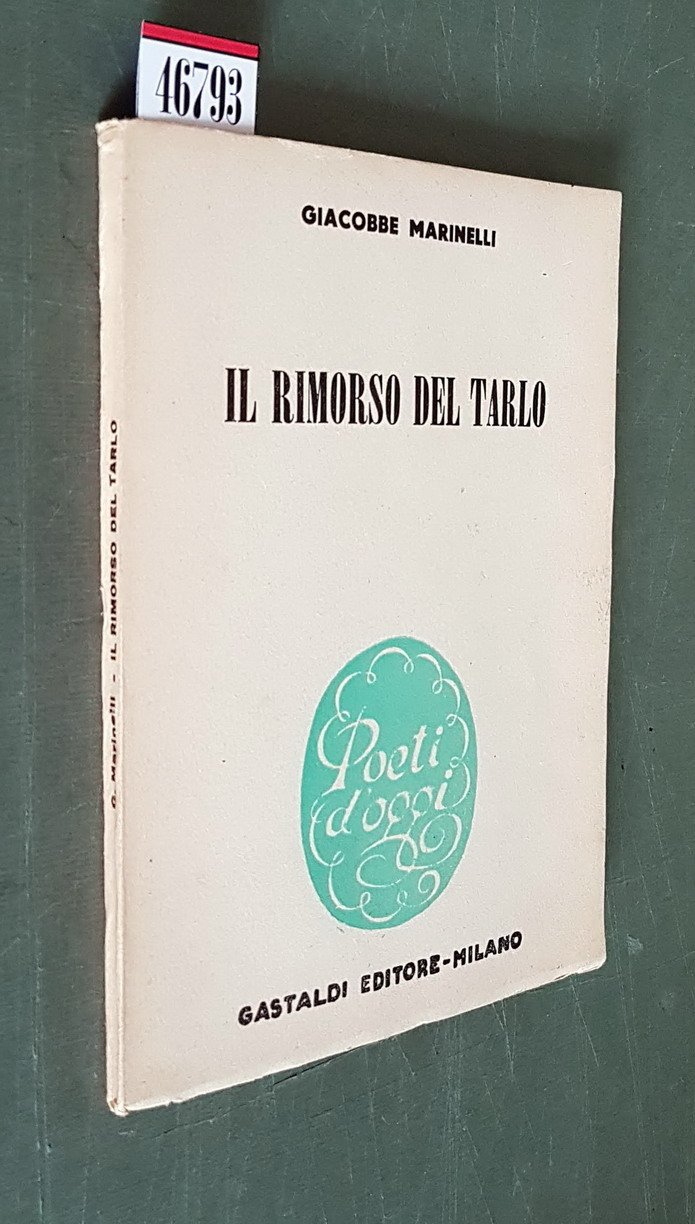 46793
GIACOBBE MARINELLI
IL RIMORSO DEL TARLO
Poeti
d'oggi
GASTALDI EDITORE-MILANO
G. Marinelli - IL RIMORSO DEL TARLO